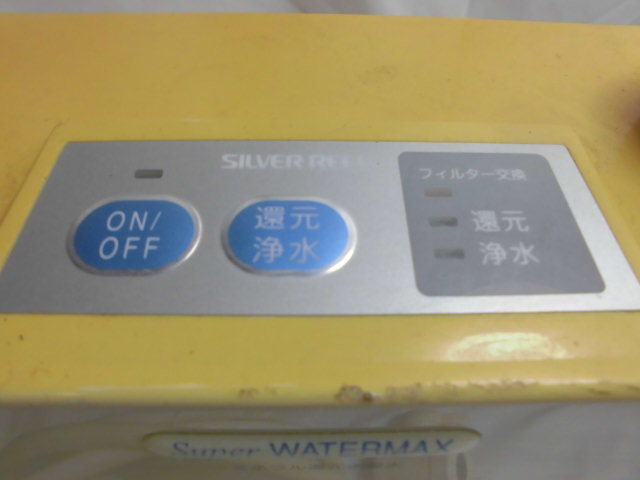 SILVER REED
フィルター交換
ON/
OFF
還元
浄水
還元
浄水
Super WATERMAX